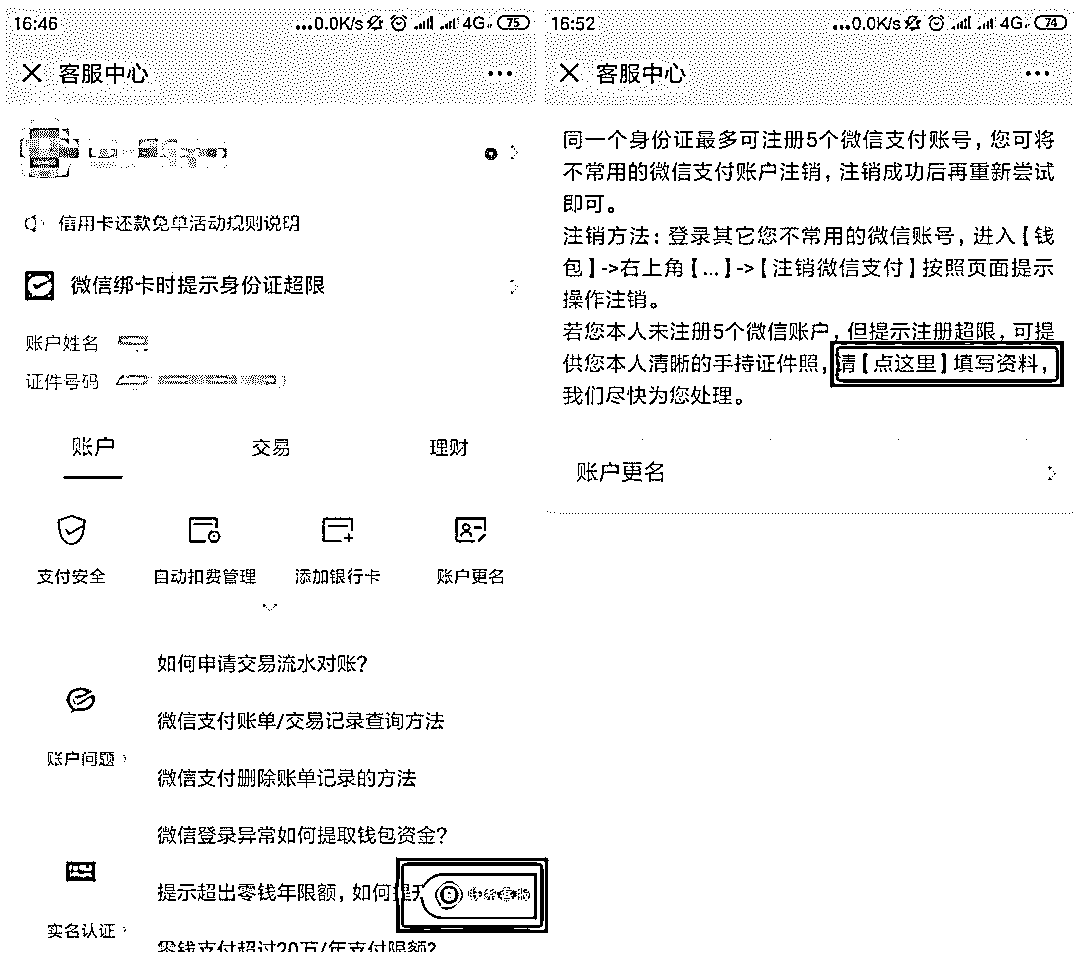 16:46
...0.0K/s 4G 75
客服中心
信用卡还款免单活动规则说明
微信绑卡时提示身份证超限
账户姓名
证件号码
账户
交易
理财
支付安全
自动扣费管理
添加银行卡
账户更名
如何申请交易流水对账?
微信支付账单/交易记录查询方法
账户问题
微信支付删除账单记录的方法
微信登录异常如何提取钱包资金?
提示超出零钱年限额，如何提升
联系客服
实名认证
零钱支付超过20万/年支付限额?
16:52
...0.0K/s 4G 74
客服中心
同一个身份证最多可注册5个微信支付账号，您可将
不常用的微信支付账户注销，注销成功后再重新尝试
即可。
注销方法：登录其它您不常用的微信账号，进入【钱
包】->右上角【...】->【注销微信支付】按照页面提示
操作注销。
若您本人未注册5个微信账户，但提示注册超限，可提
供您本人清晰的手持证件照，请【点这里】填写资料，
我们尽快为您处理。
账户更名